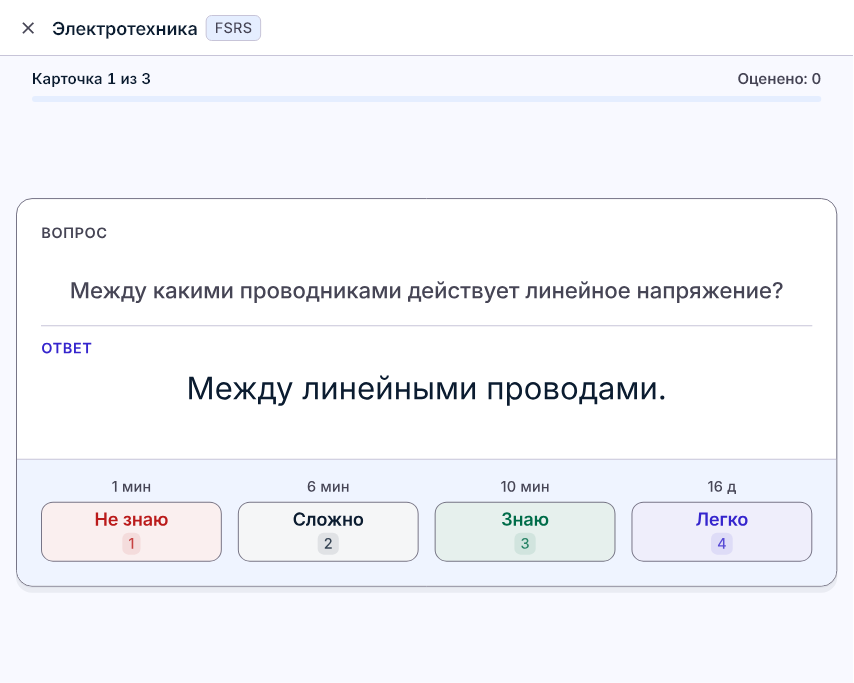 Электротехника FSRS
Карточка 1 из 3
Оценено: 0
ВОПРОС
Между какими проводниками действует линейное напряжение?
ОТВЕТ
Между линейными проводами.
1 мин
6 мин
10 мин
16 д
Не знаю
1
Сложно
2
Знаю
3
Легко
4